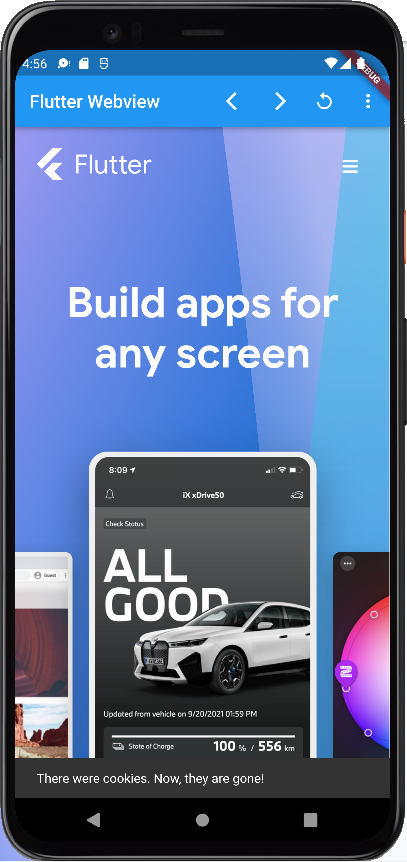 4:56
DEBUG
Flutter Webview
Flutter
Build apps for
any screen
8:09
iX xDrive50
Check Status
ALL
GOOD
Guest
Updated from vehicle on 9/20/2021 01:59 PM
State of Charge
100 % / 556 km
There were cookies. Now, they are gone!